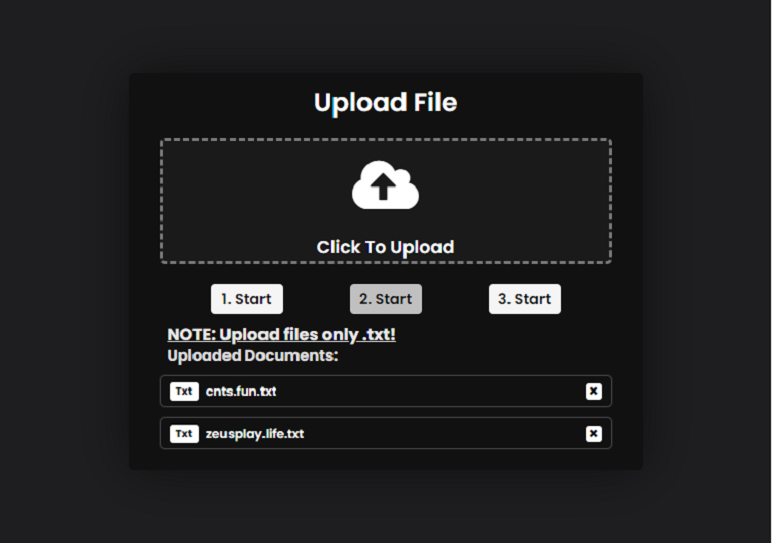 Upload File
Click To Upload
1. Start 2. Start 3. Start
NOTE: Upload files only .txt!
Uploaded Documents:
Txt cnts.fun.txt x
Txt zeusplay.life.txt x